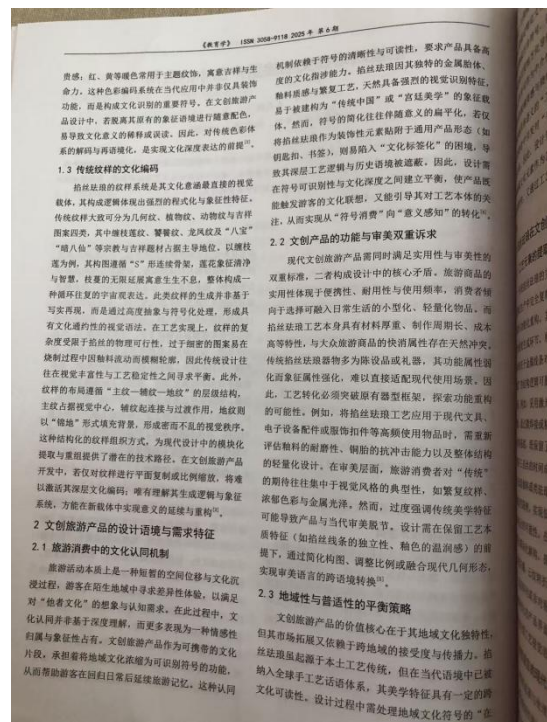 《教育学》 ISSN 3058-9118 2025 年 第 6 期
贵感；红、黄等暖色常用于主题纹饰，寓意吉祥与生
命力。这种色彩编码系统在当代应用中并非仅具装饰
功能，而是构成文化识别的重要符号。在文创旅游产
品设计中，若脱离其原有的象征语境进行随意配色，
易导致文化意义的稀释或误读。因此，对传统色彩体
系的解码与再语境化，是实现文化深度表达的前提
1.3 传统纹样的文化编码
掐丝珐琅的纹样系统是其文化意涵最直接的视觉
载体，其构成逻辑体现出强烈的程式化与象征性特征。
传统纹样大致可分为几何纹、植物纹、动物纹与吉祥
图案四类，其中缠枝莲纹、饕餮纹、龙凤纹及“八宝”
“暗八仙”等宗教与吉祥题材占据主导地位。以缠枝
莲为例，其构图遵循“S”形连续骨架，莲花象征清净
与智慧，枝蔓的无限延展寓意生生不息，整体构成一
种循环往复的宇宙观表达。此类纹样的生成并非基于
写实再现，而是通过高度抽象与符号化处理，形成具
有文化通约性的视觉语法。在工艺实现上，纹样的复
杂度受限于掐丝的物理可行性，过于细密的图案易在
烧制过程中因釉料流动而模糊轮廓，因此传统设计往
往在视觉丰富性与工艺稳定性之间寻求平衡。此外，
纹样的布局遵循“主纹—辅纹—地纹”的层级结构，
主纹占据视觉中心，辅纹起连接与过渡作用，地纹则
以“锦地”形式填充背景，形成密而不乱的视觉秩序。
这种结构化的纹样组织方式，为现代设计中的模块化
提取与重组提供了潜在的技术路径。在文创旅游产品
开发中，若仅对纹样进行平面复制或比例缩放，将难
以激活其深层文化编码；唯有理解其生成逻辑与象征
系统，方能在新载体中实现意义的延续与重构
2 文创旅游产品的设计语境与需求特征
2.1 旅游消费中的文化认同机制
旅游活动本质上是一种短暂的空间位移与文化沉
浸过程，游客在陌生地域中寻求差异性体验，以满足
对“他者文化”的想象与认知需求。在此过程中，文
化认同并非基于深度理解，而更多表现为一种情感性
归属与象征性占有。文创旅游产品作为可携带的文化
片段，承担着将地域文化浓缩为可识别符号的功能，
从而帮助游客在回归日常后延续旅游记忆。这种认同
机制依赖于符号的清晰性与可读性，要求产品具备高
度的文化指涉能力。掐丝珐琅因其独特的金属胎体、
釉料质感与繁复工艺，天然具备强烈的视觉识别特征，
易于被建构为“传统中国”或“宫廷美学”的象征载
体。然而，符号的简化往往伴随意义的扁平化，若仅
将掐丝珐琅作为装饰性元素贴附于通用产品形态（如
钥匙扣、书签），则易陷入“文化标签化”的困境，导
致其深层工艺逻辑与历史语境被遮蔽。因此，设计需
在符号可识别性与文化深度之间建立平衡，使产品既
能触发游客的文化联想，又能引导其对工艺本体的关
注，从而实现从“符号消费”向“意义感知”的转化
2.2 文创产品的功能与审美双重诉求
现代文创旅游产品需同时满足实用性与审美性的
双重标准，二者构成设计中的核心矛盾。旅游商品的
实用性体现于便携性、耐用性与使用频率，消费者倾
向于选择可融入日常生活的小型化、轻量化物品。而
掐丝珐琅工艺本身具有材料厚重、制作周期长、成本
高等特性，与大众旅游商品的快消属性存在天然冲突。
传统掐丝珐琅器物多为陈设品或礼器，其功能属性弱
化而象征属性强化，难以直接适配现代使用场景。因
此，工艺转化必须突破原有器型框架，探索功能重构
的可能性。例如，将掐丝珐琅工艺应用于现代文具、
电子设备配件或服饰扣件等高频使用物品时，需重新
评估釉料的耐磨性、铜胎的抗冲击能力以及整体结构
的轻量化设计。在审美层面，旅游消费者对“传统”
的期待往往集中于视觉风格的典型性，如繁复纹样、
浓郁色彩与金属光泽。然而，过度强调传统美学特征
可能导致产品与当代审美脱节。设计需在保留工艺本
质特征（如掐丝线条的独立性、釉色的温润感）的前
提下，通过简化构图、调整比例或融合现代几何形态，
实现审美语言的跨语境转换
2.3 地域性与普适性的平衡策略
文创旅游产品的价值核心在于其地域文化独特性，
但其市场拓展又依赖于跨地域的接受度与传播力。掐
丝珐琅虽起源于本土工艺传统，但在当代语境中已被
纳入全球手工艺话语体系，其美学特征具有一定的跨
文化可读性。设计过程中需处理地域文化符号的“在